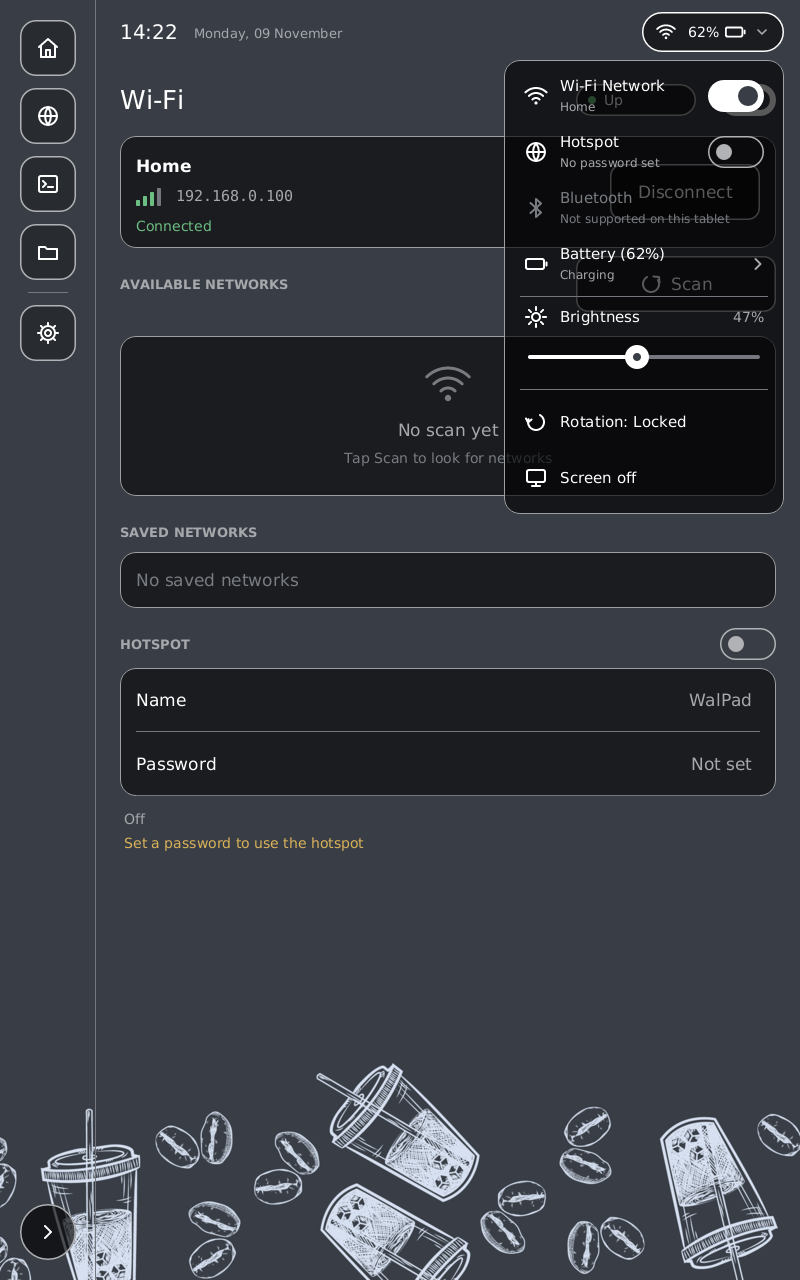 14:22 Monday, 09 November
62%
Wi-Fi
Up
Home
192.168.0.100
Connected
Disconnect
AVAILABLE NETWORKS
Scan
No scan yet
Tap Scan to look for networks
SAVED NETWORKS
No saved networks
HOTSPOT
Name WalPad
Password Not set
Off
Set a password to use the hotspot
Wi-Fi Network
Home
Hotspot
No password set
Bluetooth
Not supported on this tablet
Battery (62%)
Charging
Brightness 47%
Rotation: Locked
Screen off